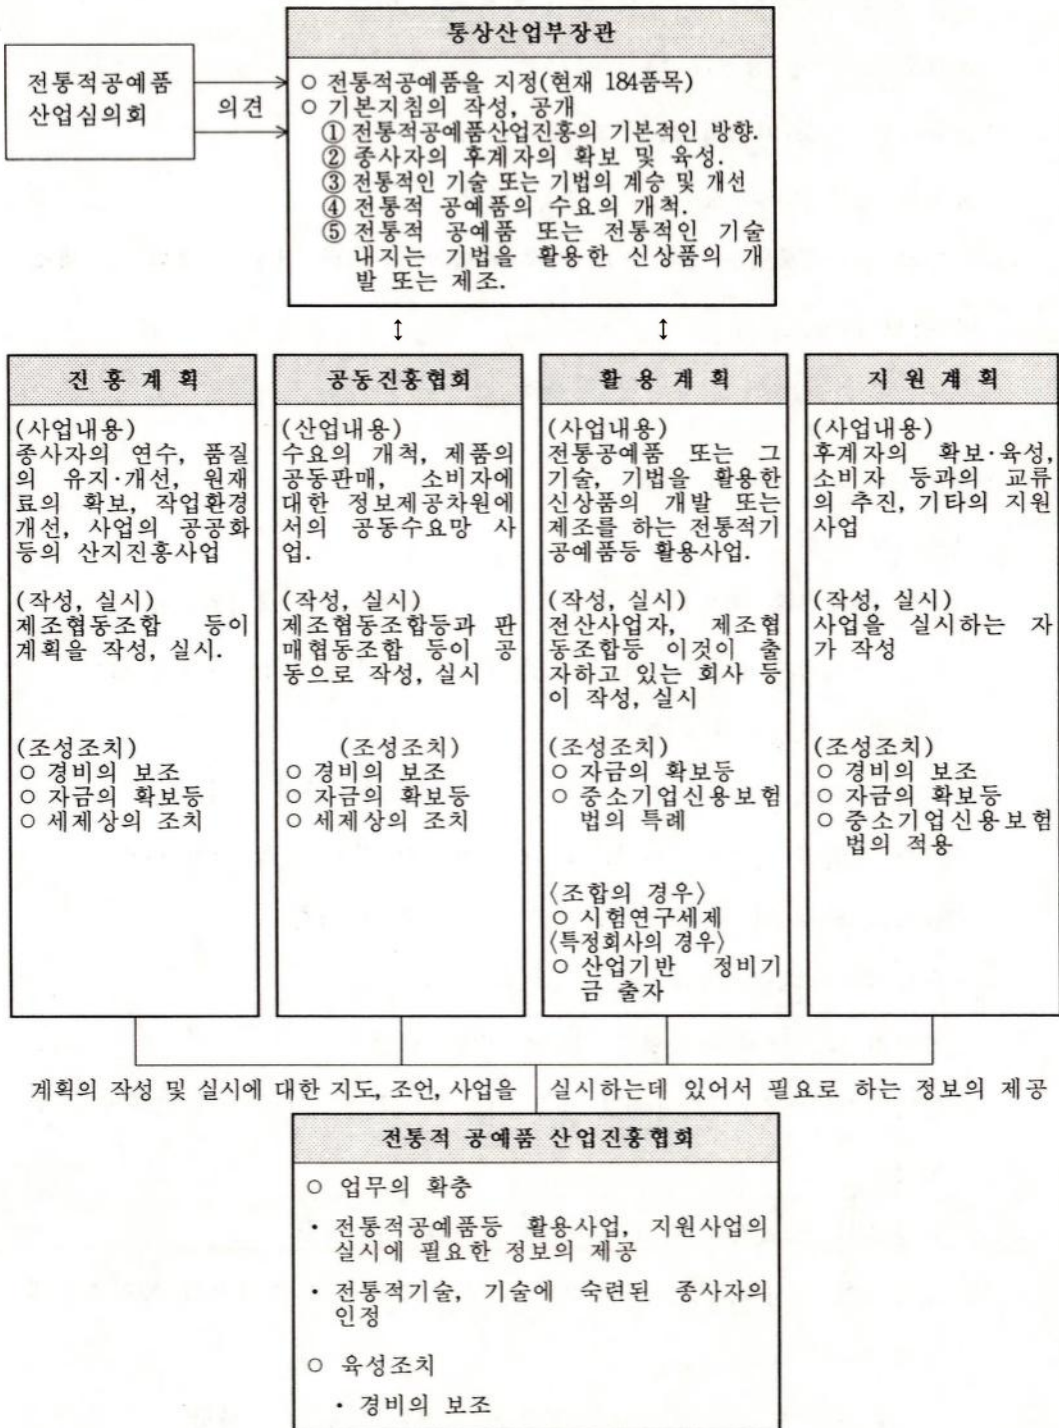 통상산업부장관
전통적공예품
산업심의회
의견
○ 전통적공예품을 지정(현재 184품목)
○ 기본지침의 작성, 공개
① 전통적공예품산업진흥의 기본적인 방향.
② 종사자의 후계자의 확보 및 육성.
③ 전통적인 기술 또는 기법의 계승 및 개선
④ 전통적 공예품의 수요의 개척.
⑤ 전통적 공예품 또는 전통적인 기술
내지는 기법을 활용한 신상품의 개
발 또는 제조.
↕ ↕
진 흥 계 획
(사업내용)
종사자의 연수, 품질
의 유지·개선, 원재
료의 확보, 작업환경
개선, 사업의 공공화
등의 산지진흥사업
(작성, 실시)
제조협동조합 등이
계획을 작성, 실시.
(조성조치)
○ 경비의 보조
○ 자금의 확보등
○ 세제상의 조치
공동진흥협회
(산업내용)
수요의 개척, 제품의
공동판매, 소비자에
대한 정보제공차원에
서의 공동수요망 사
업.
(작성, 실시)
제조협동조합등과 판
매협동조합 등이 공
동으로 작성, 실시
(조성조치)
○ 경비의 보조
○ 자금의 확보등
○ 세제상의 조치
활 용 계 획
(사업내용)
전통공예품 또는 그
기술, 기법을 활용한
신상품의 개발 또는
제조를 하는 전통적기
공예품등 활용사업.
(작성, 실시)
전산사업자, 제조협
동조합등 이것이 출
자하고 있는 회사 등
이 작성, 실시
(조성조치)
○ 자금의 확보등
○ 중소기업신용보험
법의 특례
〈조합의 경우〉
○ 시험연구세제
〈특정회사의 경우〉
○ 산업기반 정비기
금 출자
지 원 계 획
(사업내용)
후계자의 확보·육성,
소비자 등과의 교류
의 추진, 기타의 지원
사업
(작성, 실시)
사업을 실시하는 자
가 작성
(조성조치)
○ 경비의 보조
○ 자금의 확보등
○ 중소기업신용보험
법의 적용
계획의 작성 및 실시에 대한 지도, 조언, 사업을 실시하는데 있어서 필요로 하는 정보의 제공
전통적 공예품 산업진흥협회
○ 업무의 확충
· 전통적공예품등 활용사업, 지원사업의
실시에 필요한 정보의 제공
· 전통적기술, 기술에 숙련된 종사자의
인정
○ 육성조치
· 경비의 보조